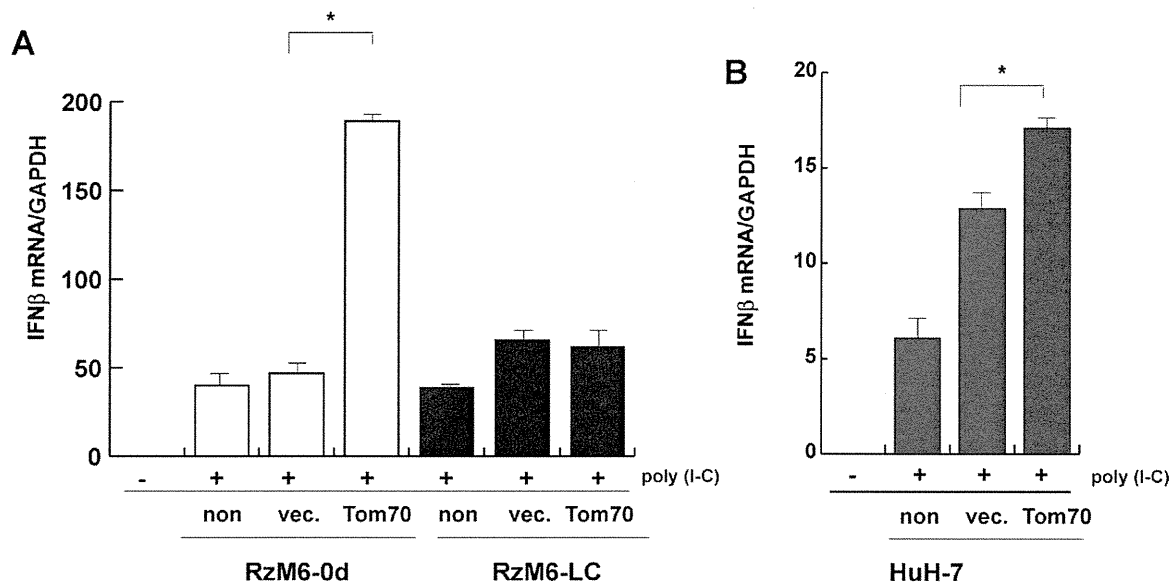 A
*
IFNβ mRNA/GAPDH
200
150
100
50
0
- + + + + + + poly (I-C)
non vec. Tom70 non vec. Tom70
RzM6-0d RzM6-LC
B
*
IFNβ mRNA/GAPDH
20
15
10
5
0
- + + + poly (I-C)
non vec. Tom70
HuH-7